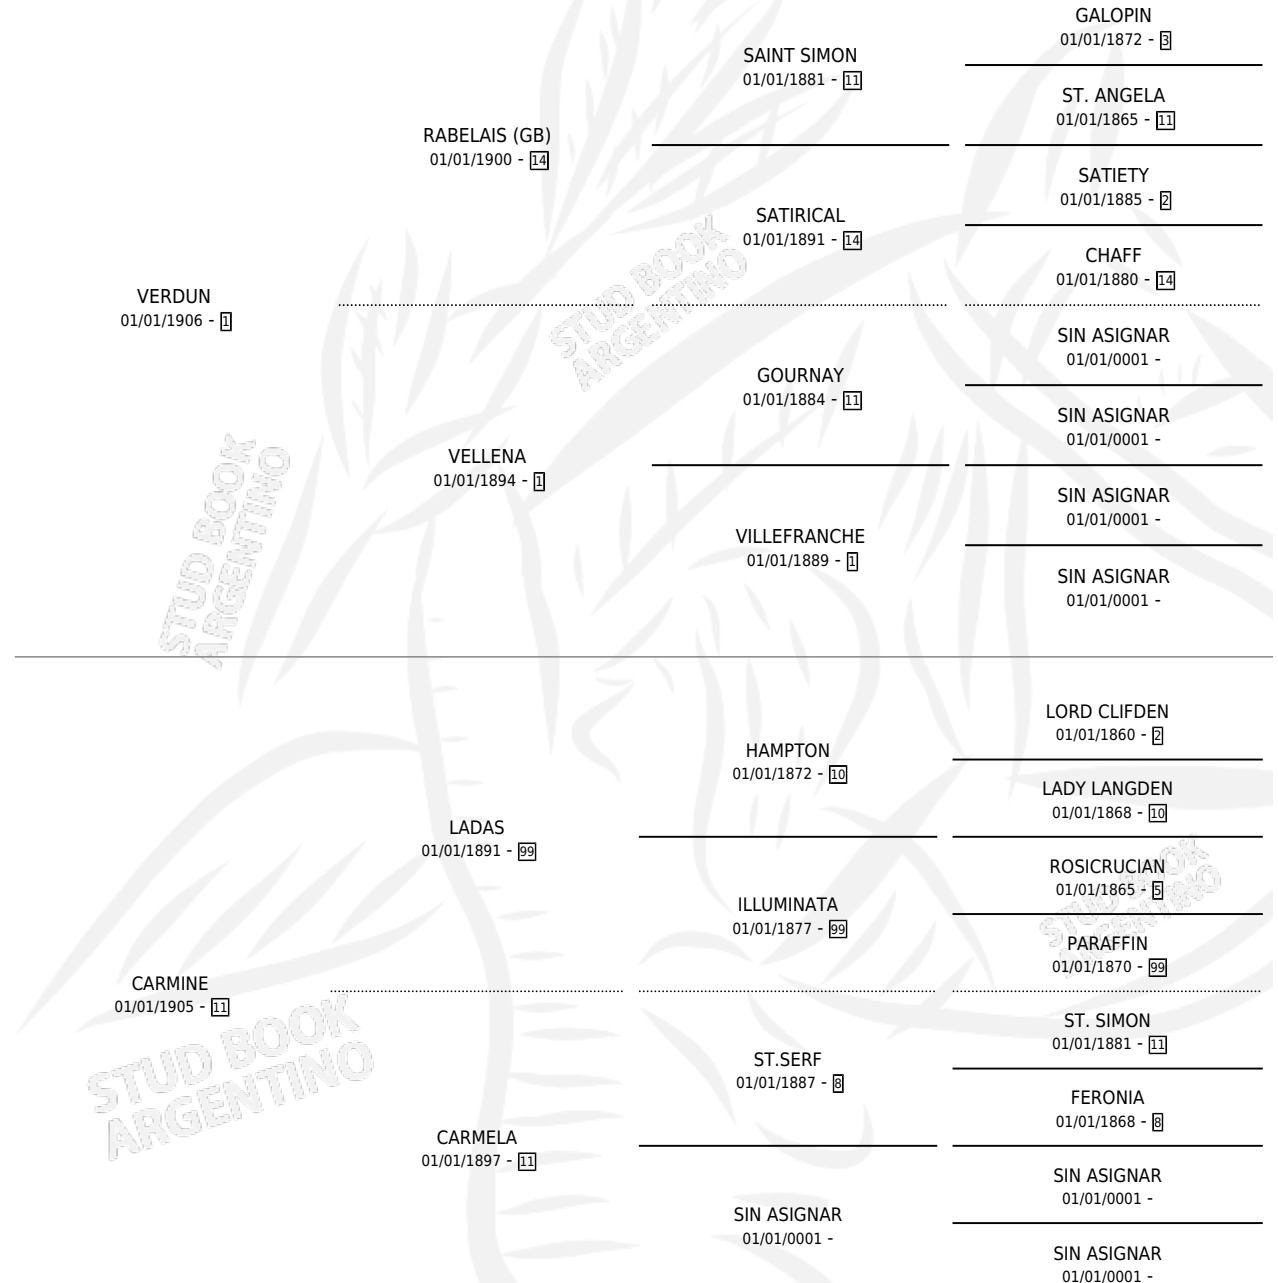 GALOPIN
01/01/1872 - 3
SAINT SIMON
01/01/1881 - 11
ST. ANGELA
01/01/1865 - 11
RABELAIS (GB)
01/01/1900 - 14
SATIETY
01/01/1885 - 2
SATIRICAL
01/01/1891 - 14
CHAFF
01/01/1880 - 14
VERDUN
01/01/1906 - 1
SIN ASIGNAR
01/01/0001 -
GOURNAY
01/01/1884 - 11
SIN ASIGNAR
01/01/0001 -
VELLENA
01/01/1894 - 1
SIN ASIGNAR
01/01/0001 -
VILLEFRANCHE
01/01/1889 - 1
SIN ASIGNAR
01/01/0001 -
LORD CLIFDEN
01/01/1860 - 2
HAMPTON
01/01/1872 - 10
LADY LANGDEN
01/01/1868 - 10
LADAS
01/01/1891 - 99
ROSICRUCIAN
01/01/1865 - 5
ILLUMINATA
01/01/1877 - 99
PARAFFIN
01/01/1870 - 99
CARMINE
01/01/1905 - 11
ST. SIMON
01/01/1881 - 11
ST.SERF
01/01/1887 - 8
FERONIA
01/01/1868 - 8
CARMELA
01/01/1897 - 11
SIN ASIGNAR
01/01/0001 -
SIN ASIGNAR
01/01/0001 -
SIN ASIGNAR
01/01/0001 -
STUD BOOK
ARGENTINO
STUD BOOK
ARGENTINO
STUD BOOK
ARGENTINO
STUD BOOK
ARGENTINO